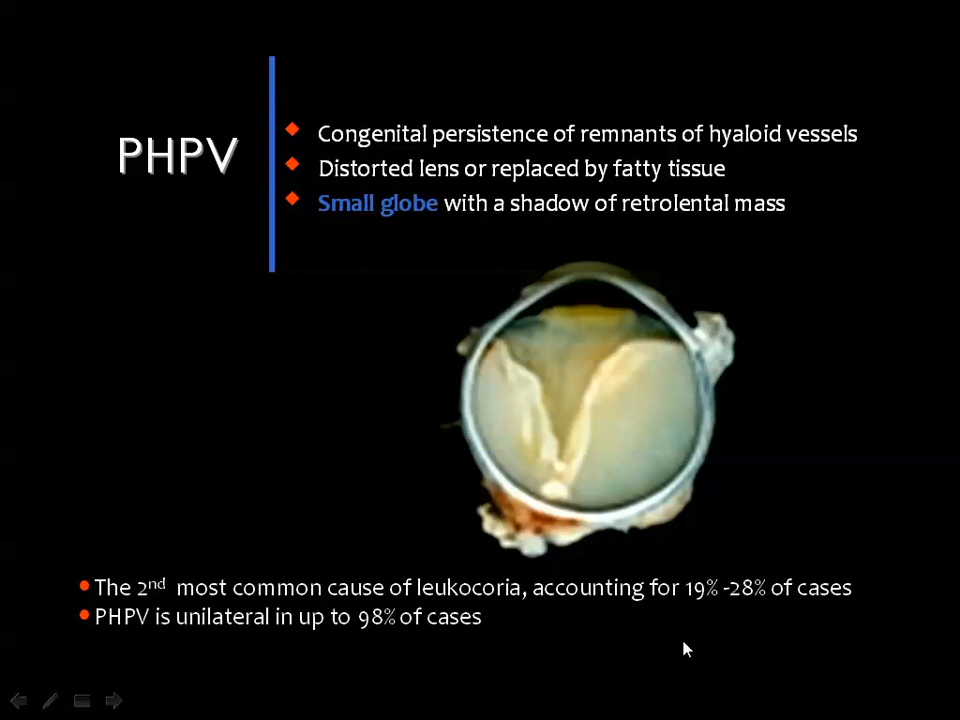 PHPV
Congenital persistence of remnants of hyaloid vessels
Distorted lens or replaced by fatty tissue
Small globe with a shadow of retrolental mass
The 2nd most common cause of leukocoria, accounting for 19% -28% of cases
PHPV is unilateral in up to 98% of cases